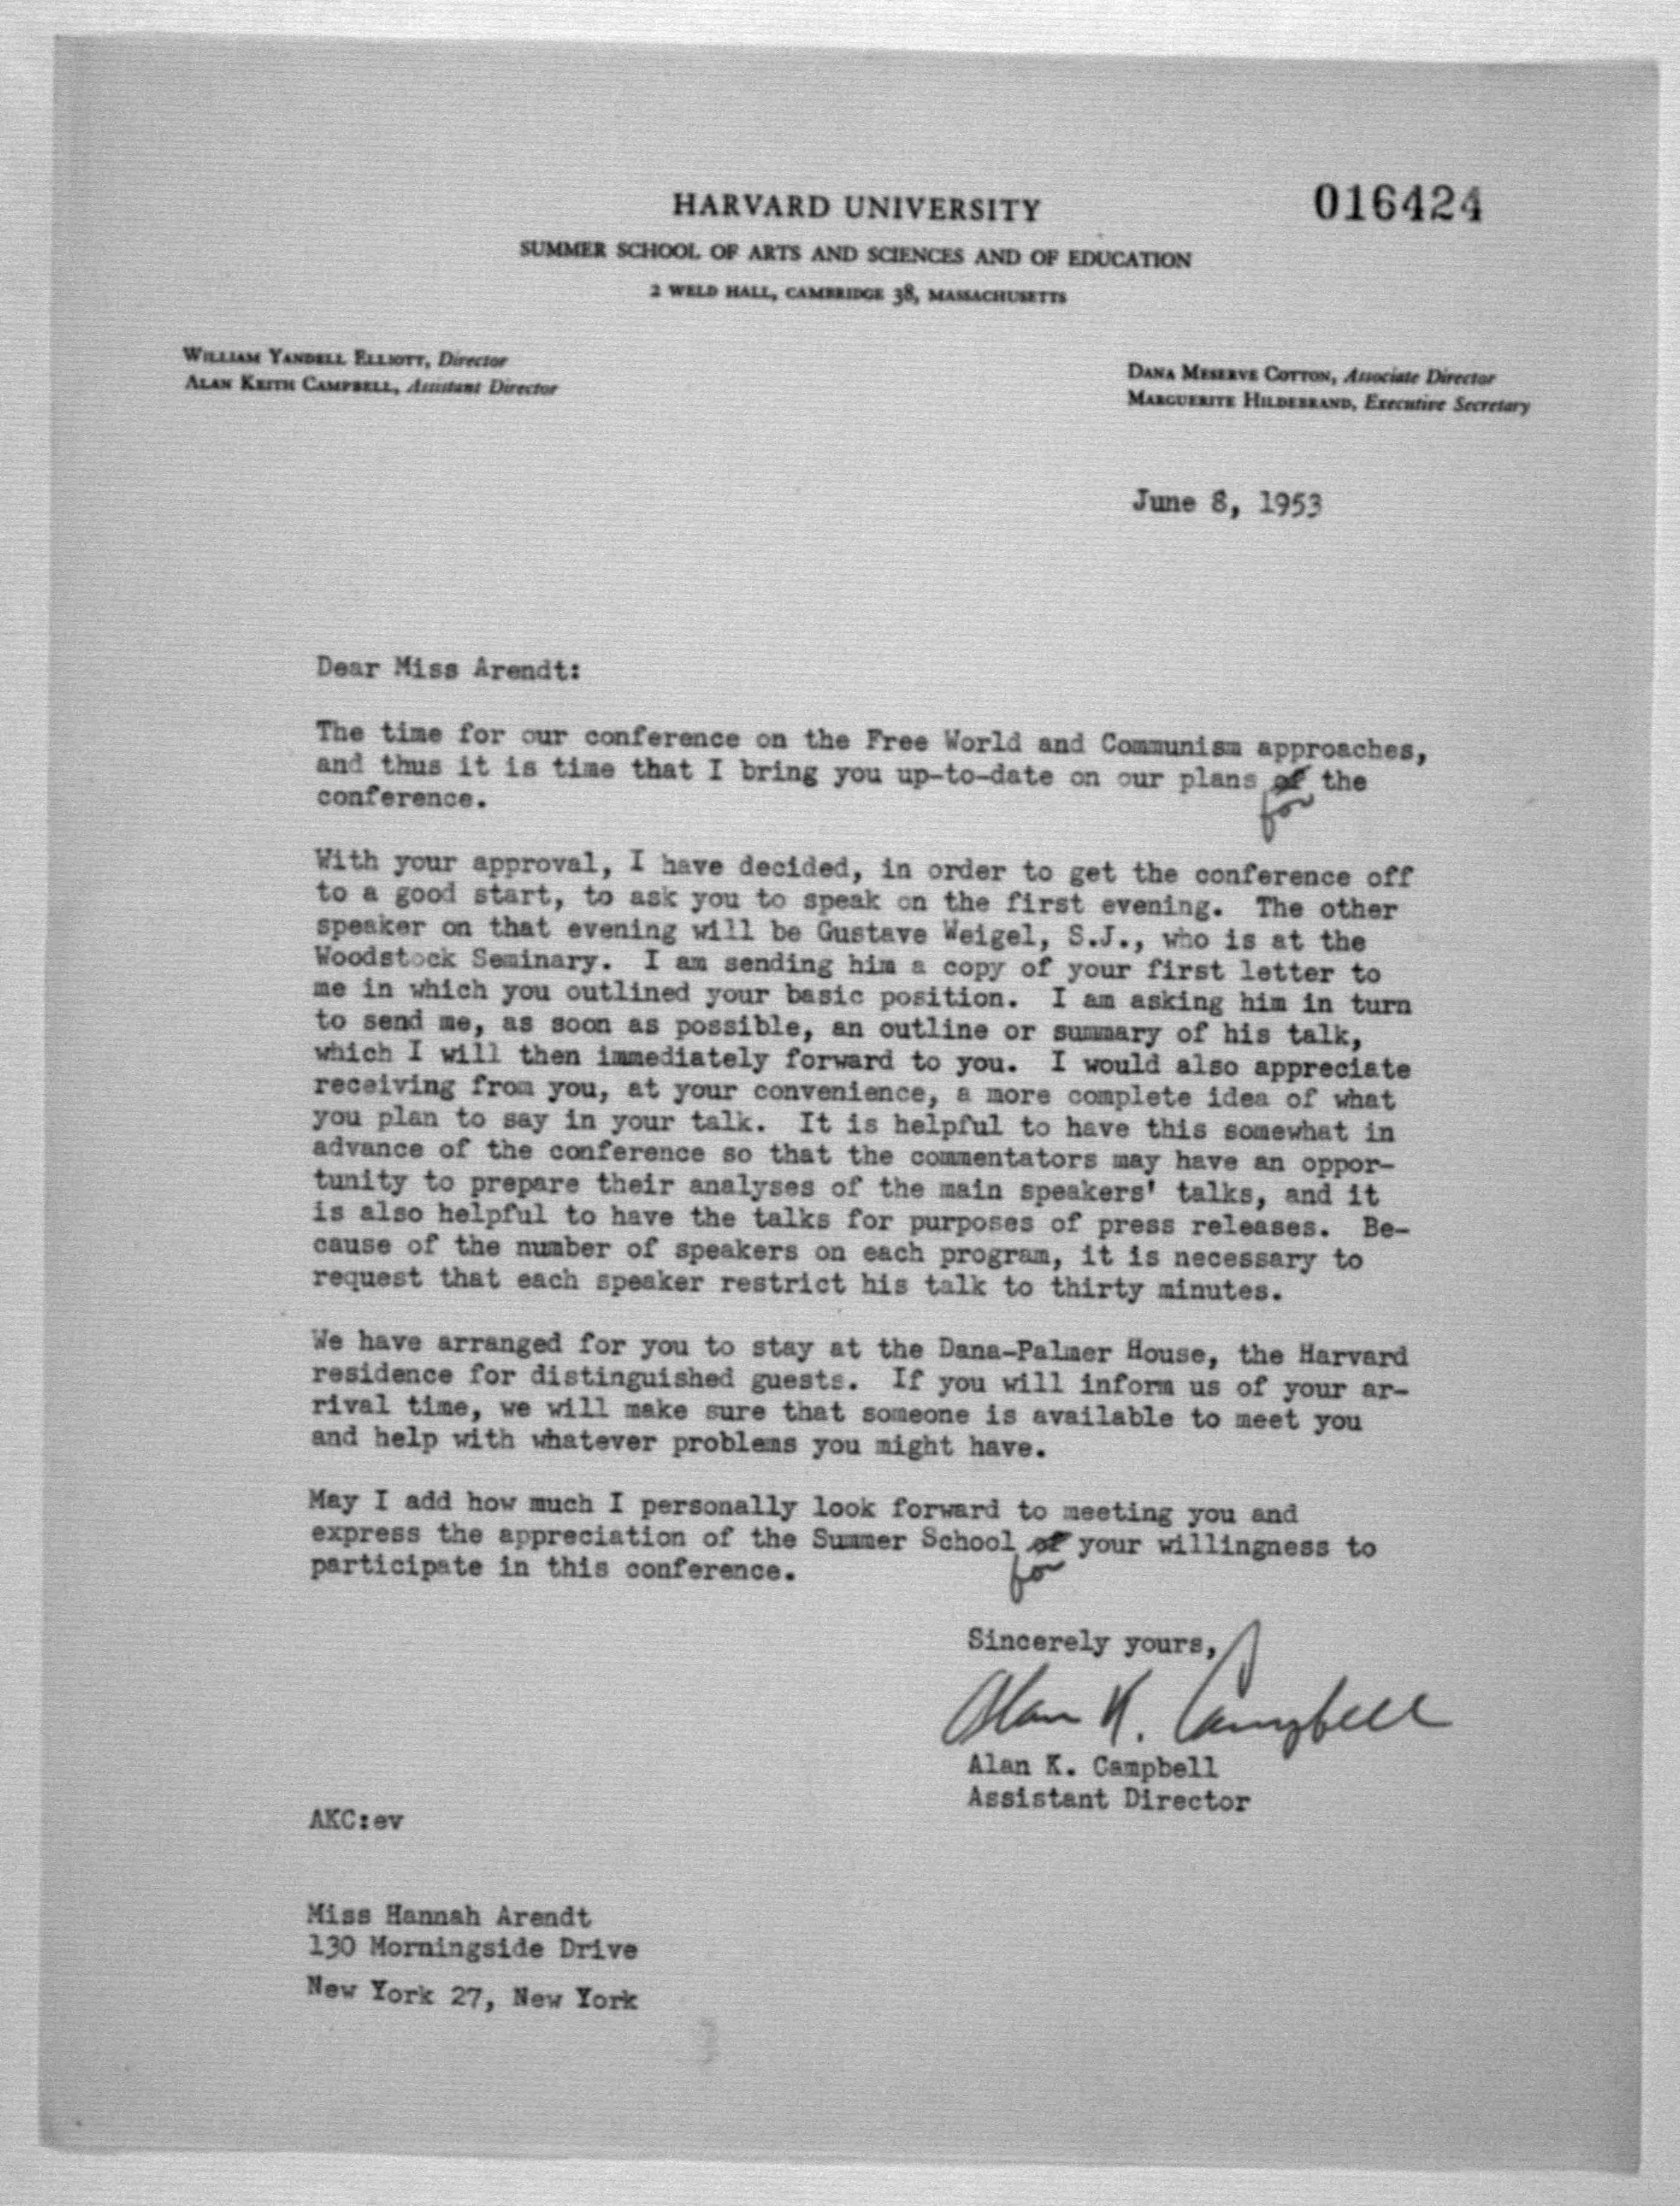 HARVARD UNIVERSITY
016424
SUMMER SCHOOL OF ARTS AND SCIENCES AND OF EDUCATION
2 WELD HALL, CAMBRIDGE 38, MASSACHUSETTS
WILLIAM YANDELL ELLIOTT, Director
ALAN KEITH CAMPBELL, Assistant Director
DANA MESERVE COTTON, Associate Director
MARGUERITE HILDEBRAND, Executive Secretary
June 8, 1953
Dear Miss Arendt:
The time for our conference on the Free World and Communism approaches,
and thus it is time that I bring you up-to-date on our plans of the
for
conference.
With your approval, I have decided, in order to get the conference off
to a good start, to ask you to speak on the first evening. The other
speaker on that evening will be Gustave Weigel, S.J., who is at the
Woodstock Seminary. I am sending him a copy of your first letter to
me in which you outlined your basic position. I am asking him in turn
to send me, as soon as possible, an outline or summary of his talk,
which I will then immediately forward to you. I would also appreciate
receiving from you, at your convenience, a more complete idea of what
you plan to say in your talk. It is helpful to have this somewhat in
advance of the conference so that the commentators may have an oppor-
tunity to prepare their analyses of the main speakers' talks, and it
is also helpful to have the talks for purposes of press releases. Be-
cause of the number of speakers on each program, it is necessary to
request that each speaker restrict his talk to thirty minutes.
We have arranged for you to stay at the Dana-Palmer House, the Harvard
residence for distinguished guests. If you will inform us of your ar-
rival time, we will make sure that someone is available to meet you
and help with whatever problems you might have.
May I add how much I personally look forward to meeting you and
express the appreciation of the Summer School of your willingness to
for
participate in this conference.
Sincerely yours,
Alan K. Campbell
Alan K. Campbell
Assistant Director
AKC:ev
Miss Hannah Arendt
130 Morningside Drive
New York 27, New York